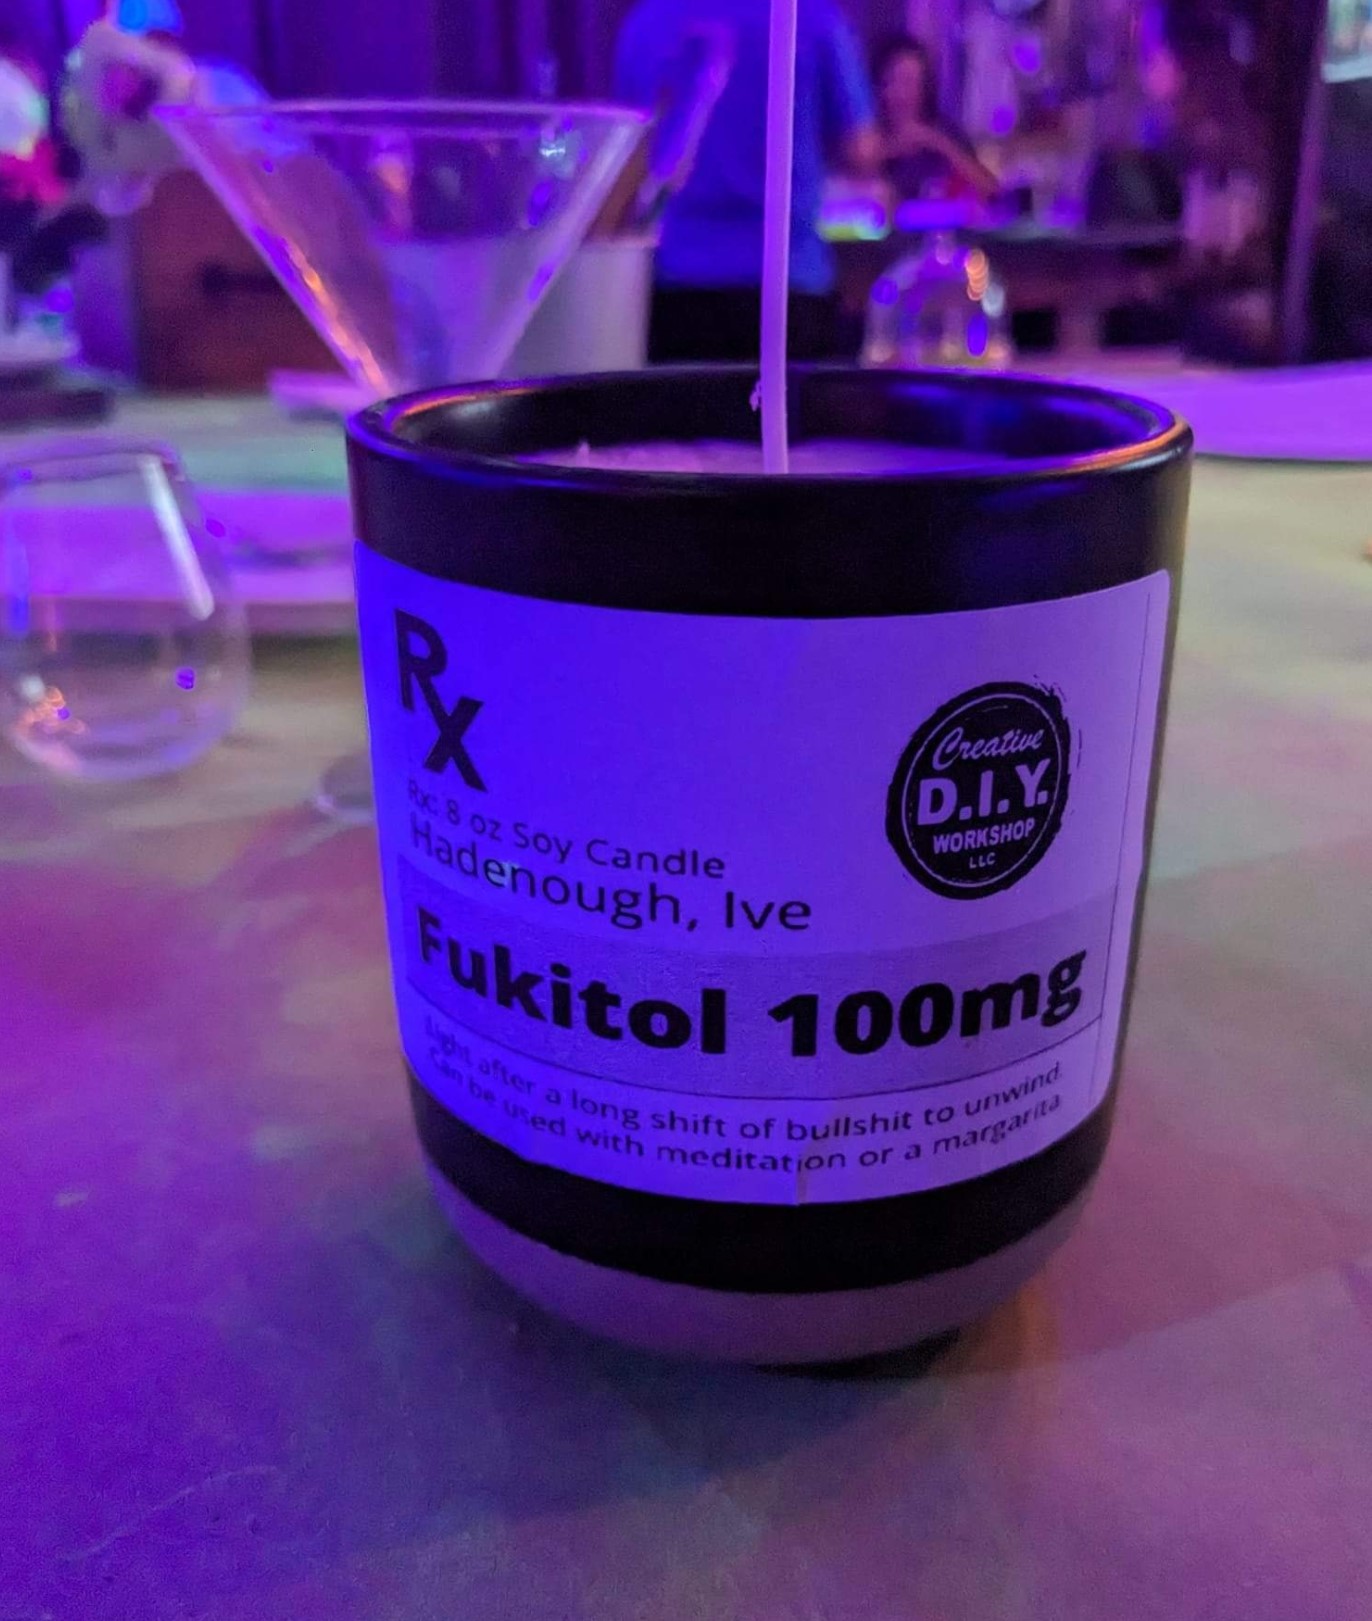 Rx
Rx: 8 oz Soy Candle
Hadenough, Ive
Creative
D.I.Y.
WORKSHOP
LLC
Fukitol 100mg
Light after a long shift of bullshit to unwind.
Can be used with meditation or a margarita